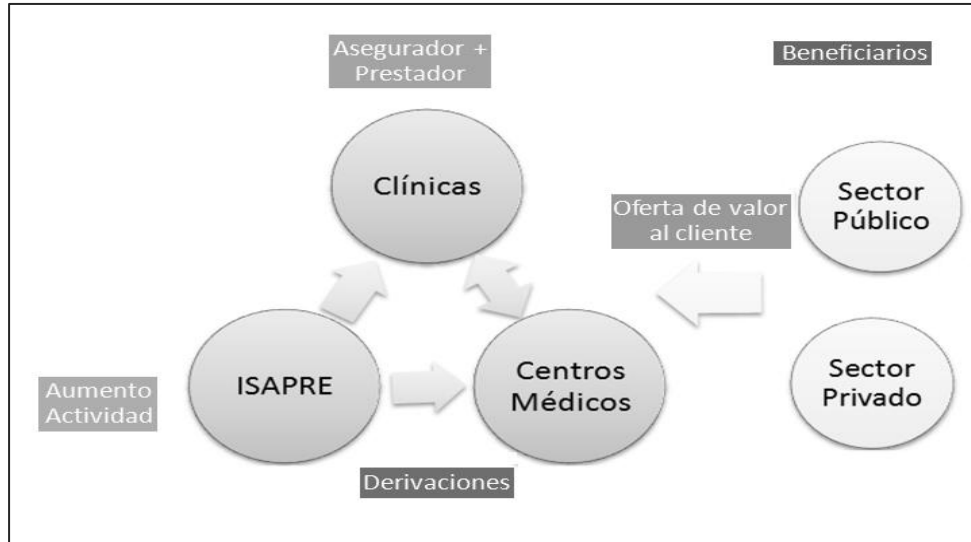 Asegurador +
Prestador
Beneficiarios
Clínicas
Oferta de valor
al cliente
Sector
Público
ISAPRE
Centros
Médicos
Sector
Privado
Aumento
Actividad
Derivaciones